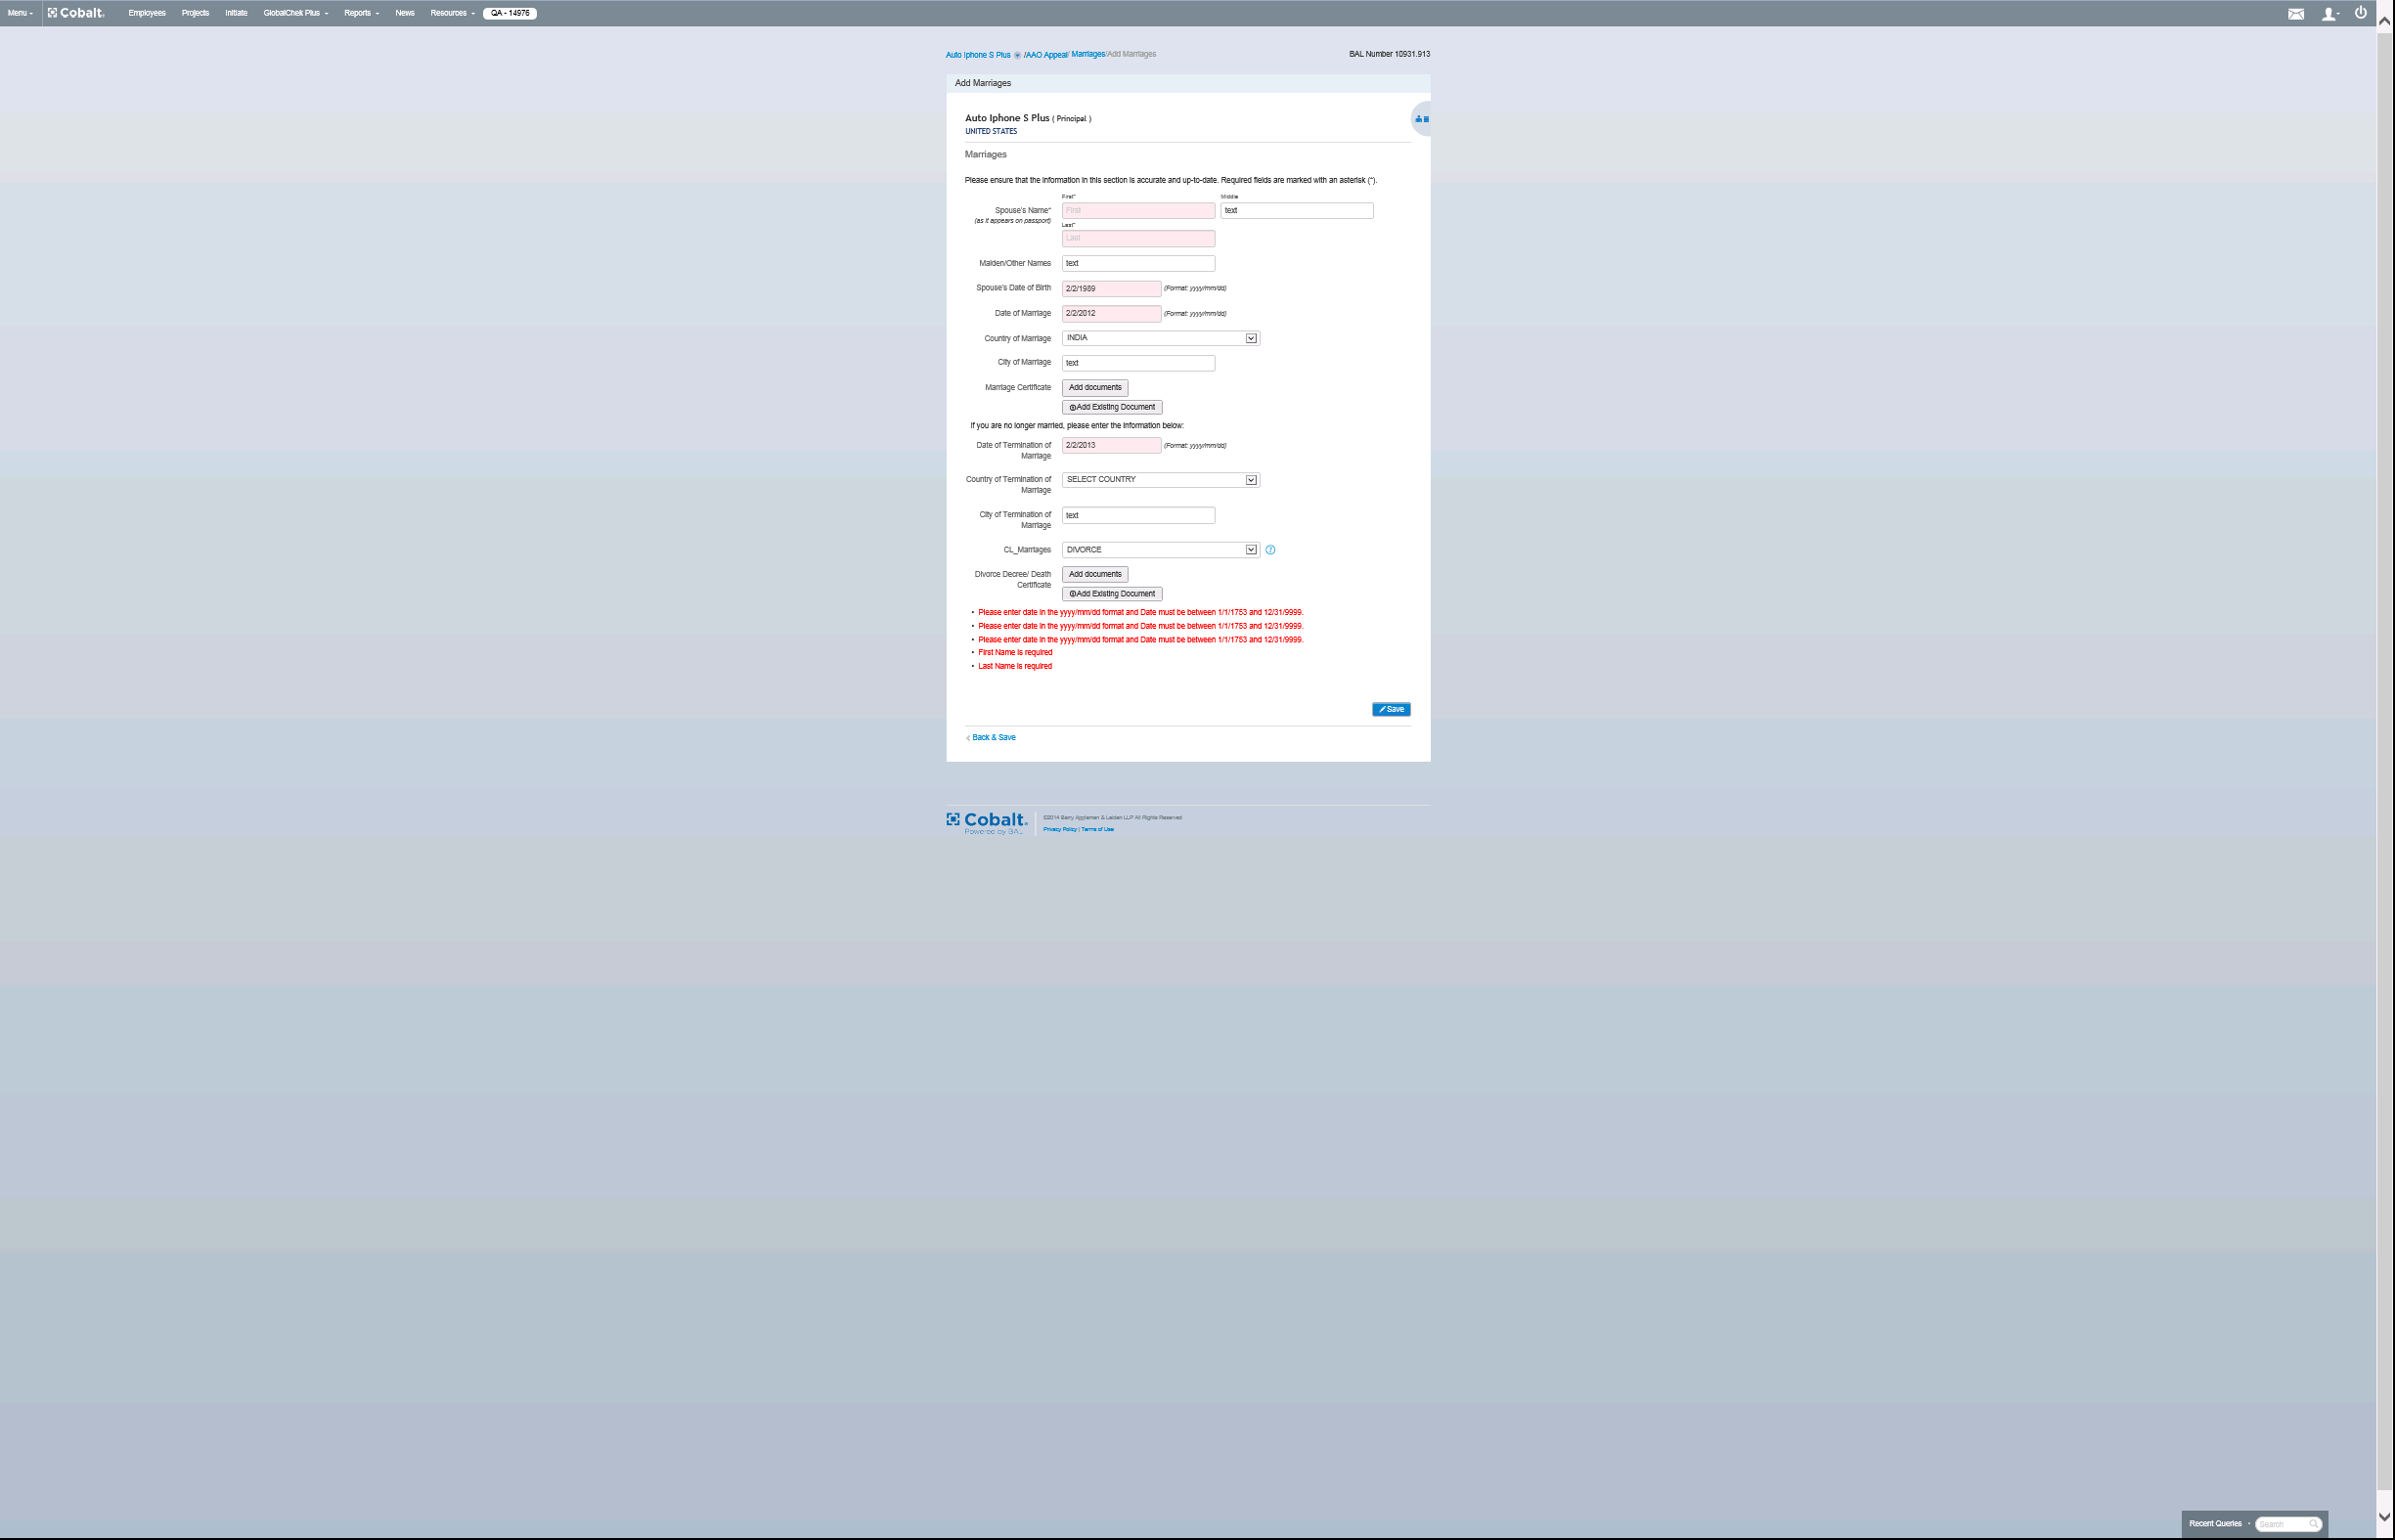 Menu
Cobalt.
Employees
Projects
Initiate
GlobalChek Plus
Reports
News
Resources
QA - 14976
Auto Iphone S Plus /AAO Appeal/ Marriages/Add Marriages
BAL Number 10931.913
Add Marriages
Auto Iphone S Plus ( Principal )
UNITED STATES
Marriages
Please ensure that the information in this section is accurate and up-to-date. Required fields are marked with an asterisk (*).
First*
Middle
Spouse's Name*
First
text
(as it appears on passport)
Last*
Last
Maiden/Other Names
text
Spouse's Date of Birth
2/2/1989
(Format: yyyy/mm/dd)
Date of Marriage
2/2/2012
(Format: yyyy/mm/dd)
Country of Marriage
INDIA
City of Marriage
text
Marriage Certificate
Add documents
Add Existing Document
If you are no longer married, please enter the information below:
Date of Termination of
Marriage
2/2/2013
(Format: yyyy/mm/dd)
Country of Termination of
Marriage
SELECT COUNTRY
City of Termination of
Marriage
text
CL_Marriages
DIVORCE
Divorce Decree/ Death
Certificate
Add documents
Add Existing Document
• Please enter date in the yyyy/mm/dd format and Date must be between 1/1/1753 and 12/31/9999.
• Please enter date in the yyyy/mm/dd format and Date must be between 1/1/1753 and 12/31/9999.
• Please enter date in the yyyy/mm/dd format and Date must be between 1/1/1753 and 12/31/9999.
• First Name is required
• Last Name is required
Save
Back & Save
Cobalt.
Powered by BAL
©2014 Berry Appleman & Leiden LLP All Rights Reserved
Privacy Policy | Terms of Use
Recent Queries
Search